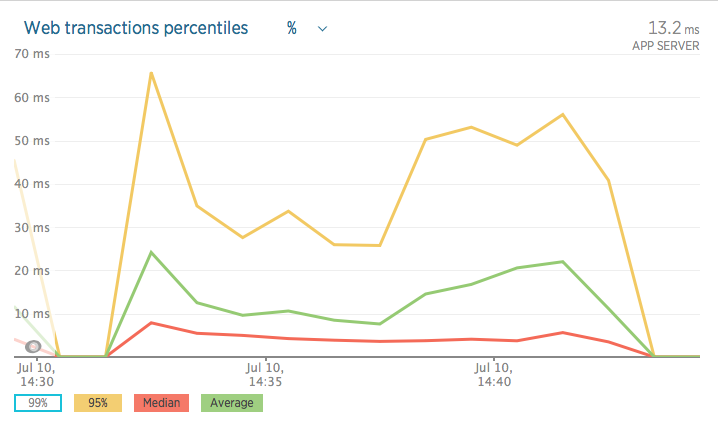 Web transactions percentiles %
13.2 ms
APP SERVER
70 ms
60 ms
50 ms
40 ms
30 ms
20 ms
10 ms
Jul 10, Jul 10, Jul 10,
14:30 14:35 14:40
99% 95% Median Average